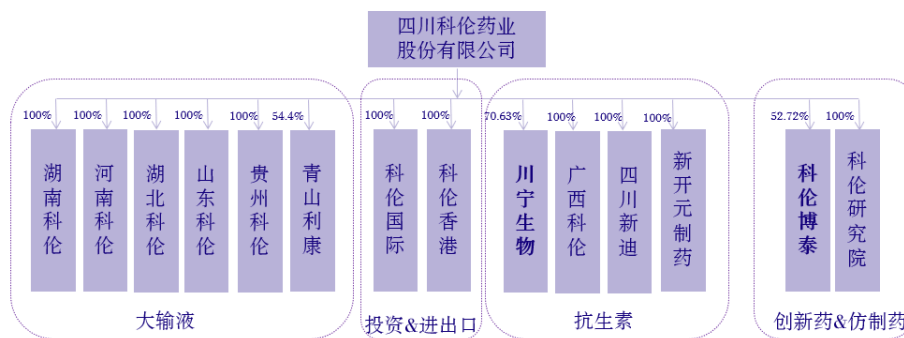 四川科伦药业
股份有限公司
100%
100%
100%
100%
100%
54.4%
100%
100%
70.63%
100%
100%
100%
52.72%
100%
湖南科伦
河南科伦
湖北科伦
山东科伦
贵州科伦
青山利康
科伦国际
科伦香港
川宁生物
广西科伦
四川新迪
新开元制药
科伦博泰
科伦研究院
大输液
投资&进出口
抗生素
创新药&仿制药